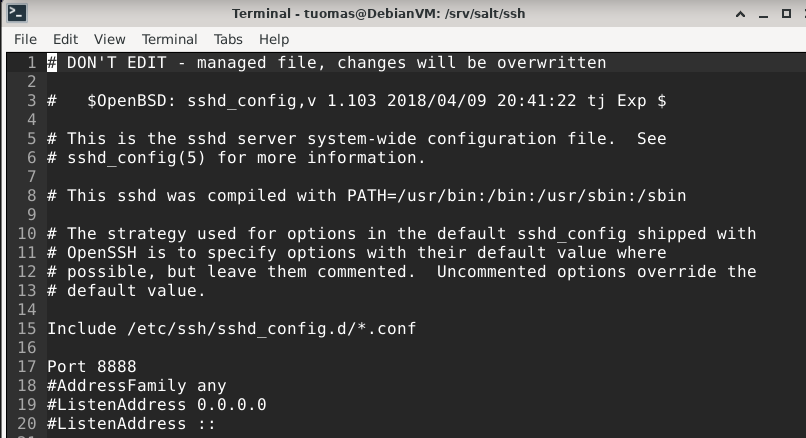 Terminal - tuomas@DebianVM: /srv/salt/ssh
File Edit View Terminal Tabs Help
1 # DON'T EDIT - managed file, changes will be overwritten
2
3 #   $OpenBSD: sshd_config,v 1.103 2018/04/09 20:41:22 tj Exp $
4
5 # This is the sshd server system-wide configuration file.  See
6 # sshd_config(5) for more information.
7
8 # This sshd was compiled with PATH=/usr/bin:/bin:/usr/sbin:/sbin
9
10 # The strategy used for options in the default sshd_config shipped with
11 # OpenSSH is to specify options with their default value where
12 # possible, but leave them commented.  Uncommented options override the
13 # default value.
14
15 Include /etc/ssh/sshd_config.d/*.conf
16
17 Port 8888
18 #AddressFamily any
19 #ListenAddress 0.0.0.0
20 #ListenAddress ::